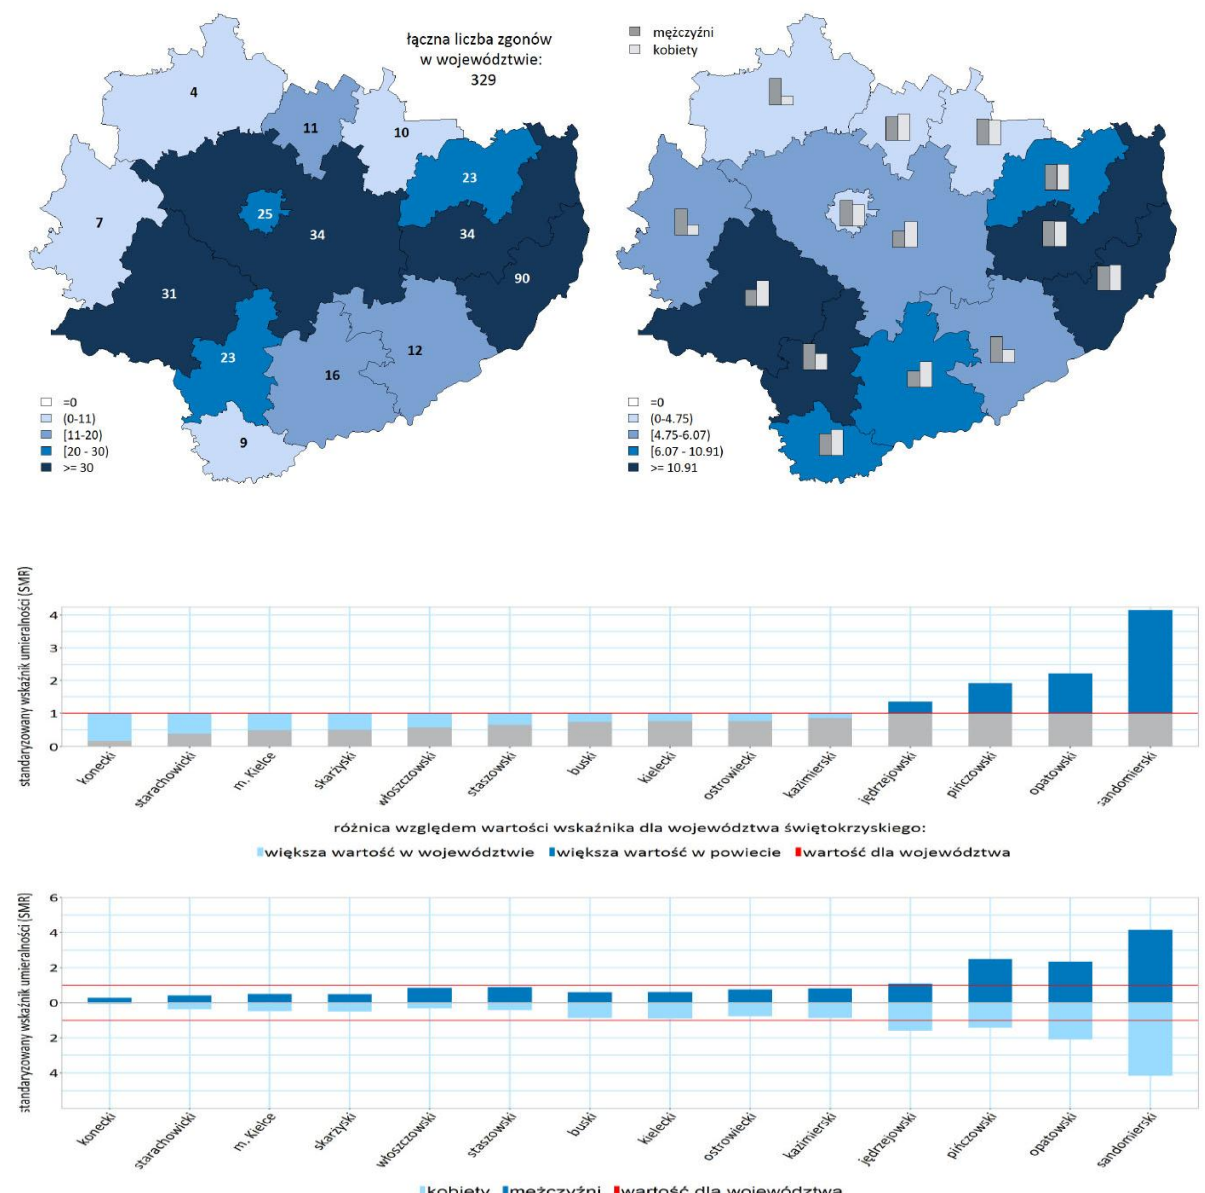 łączna liczba zgonów
w województwie:
329
4
11
10
23
7
25
34
34
90
31
23
12
16
9
=0
(0-11)
[11-20)
[20 - 30)
>= 30
mężczyźni
kobiety
=0
(0-4.75)
[4.75-6.07)
[6.07 - 10.91)
>= 10.91
standaryzowany wskaźnik umieralności (SMR)
4
3
2
1
0
konecki
starachowicki
m. Kielce
skarżyski
włoszczowski
staszowski
buski
kielecki
ostrowiecki
kazimierski
jędrzejowski
pińczowski
opatowski
sandomierski
różnica względem wartości wskaźnika dla województwa świętokrzyskiego:
większa wartość w województwie większa wartość w powiecie wartość dla województwa
standaryzowany wskaźnik umieralności (SMR)
6
4
2
0
2
4
konecki
starachowicki
m. Kielce
skarżyski
włoszczowski
staszowski
buski
kielecki
ostrowiecki
kazimierski
jędrzejowski
pińczowski
opatowski
sandomierski
kobiety mężczyźni wartość dla województwa